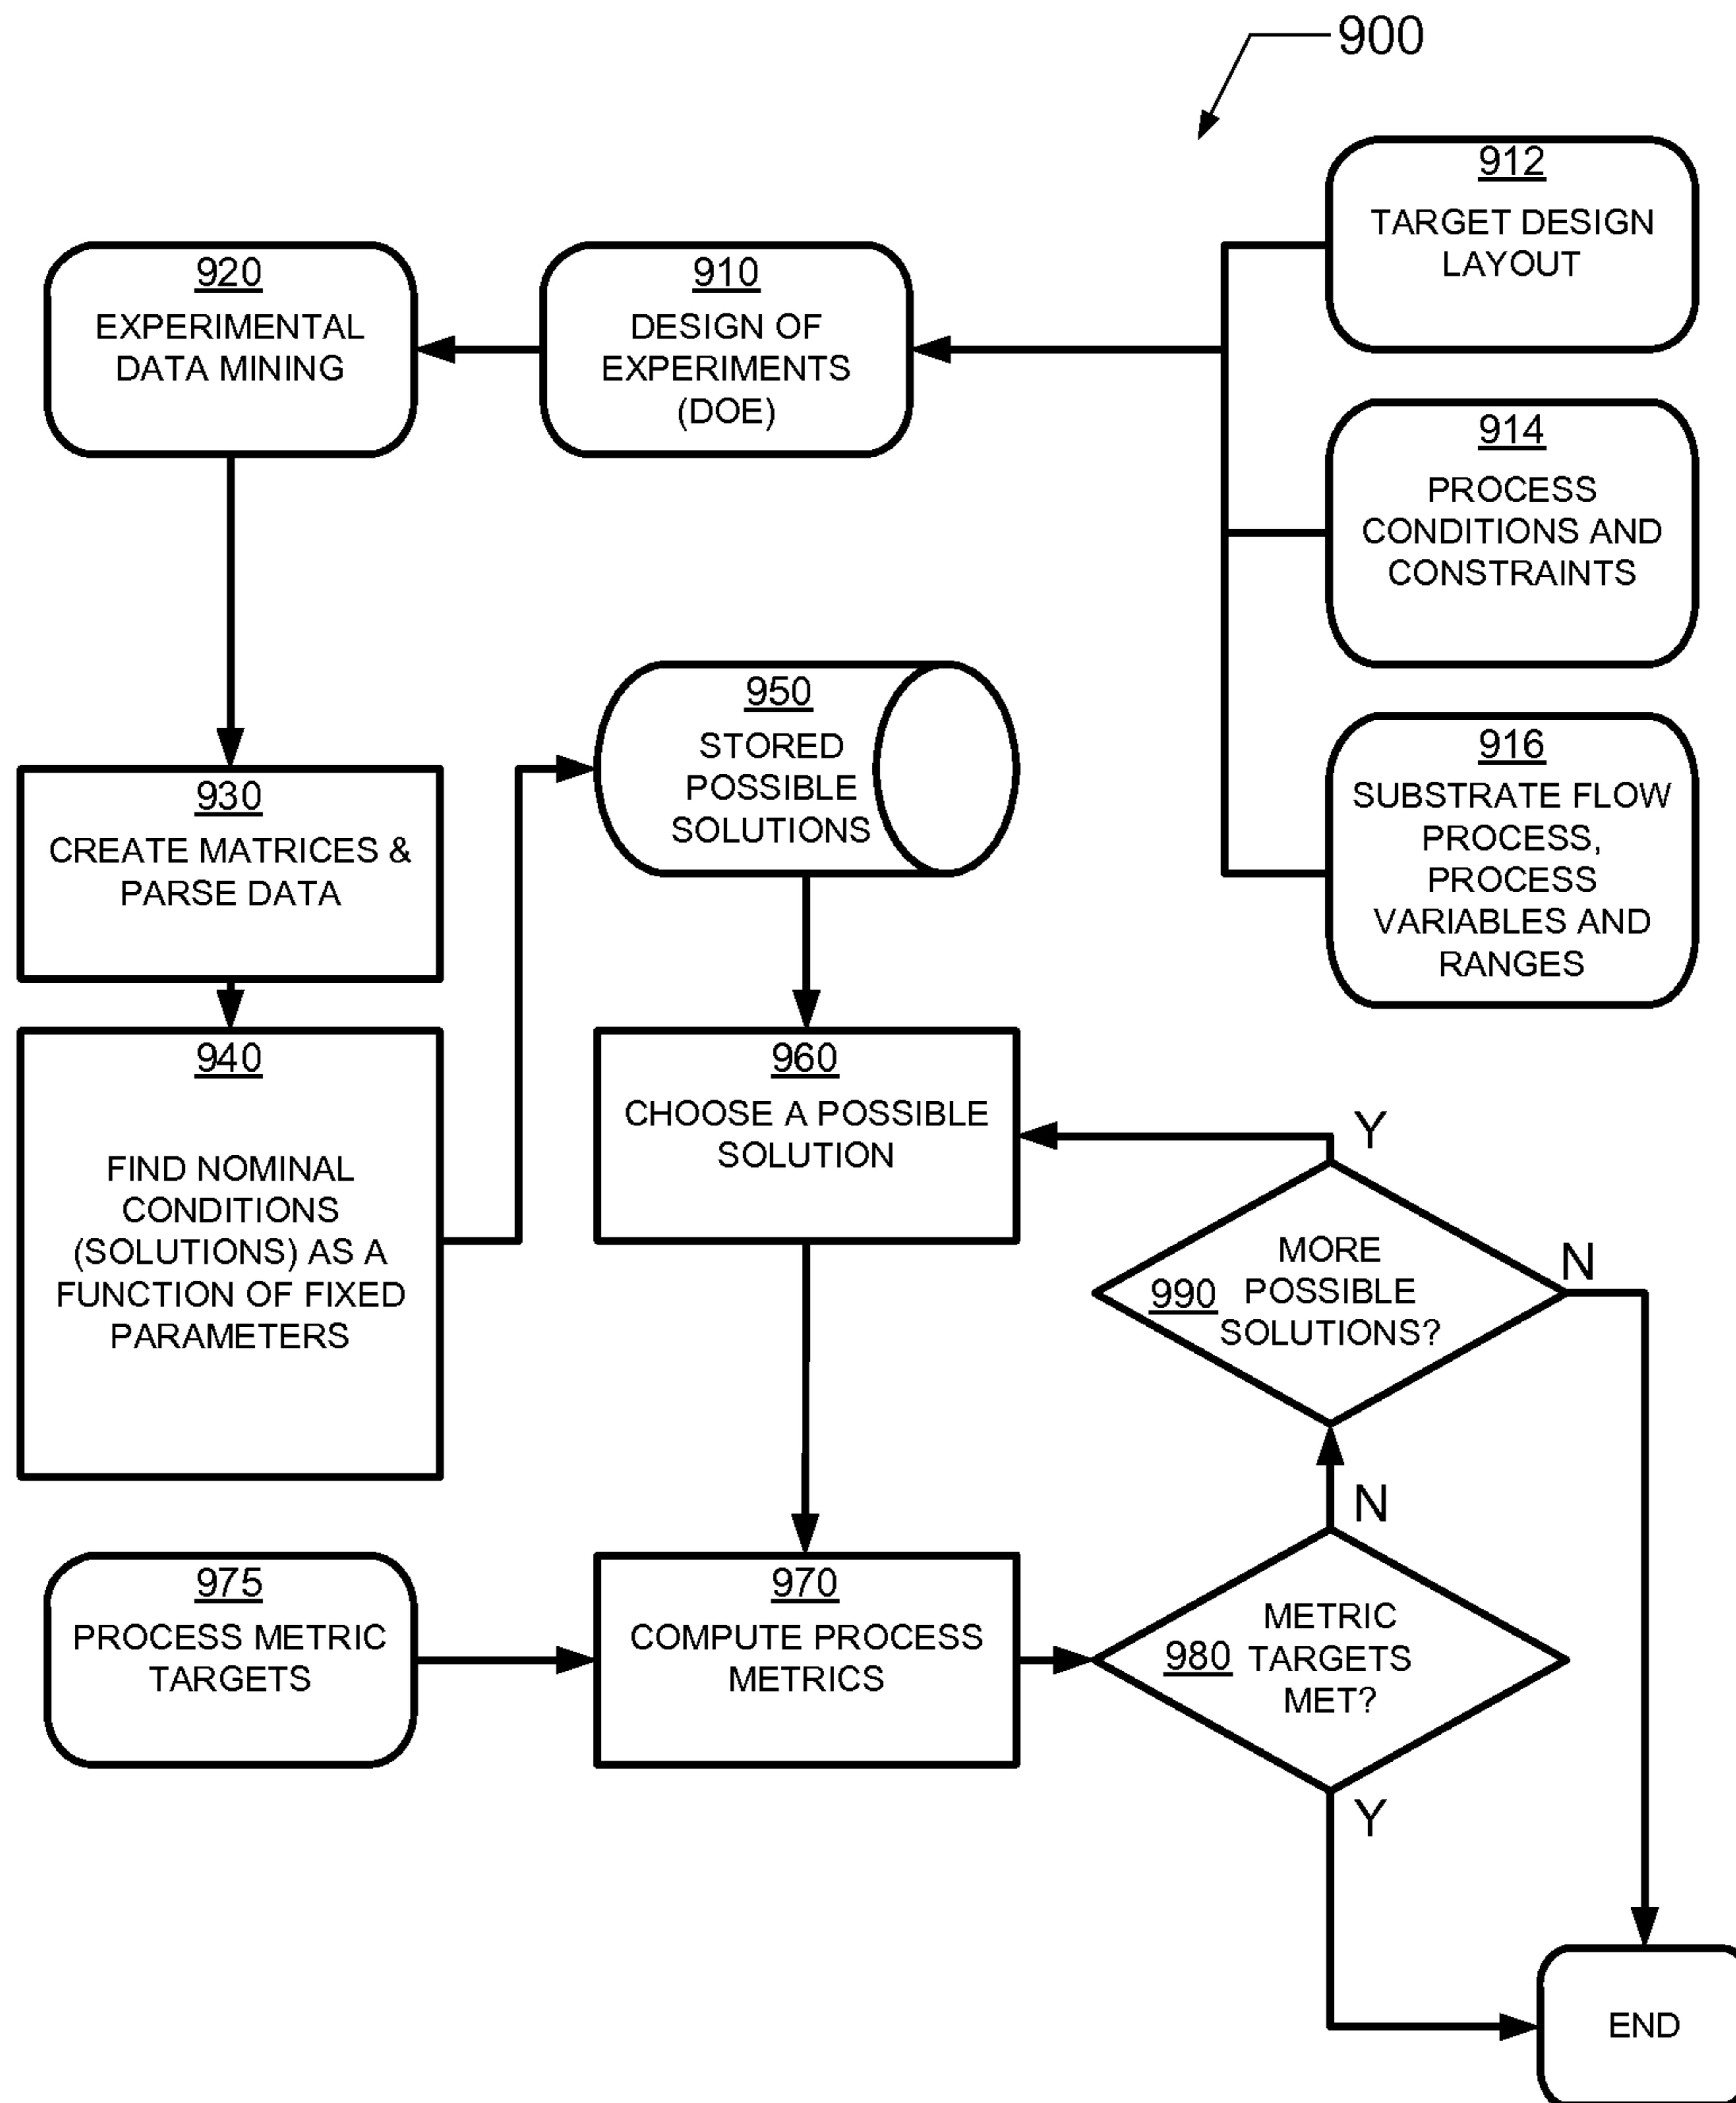 900
912
TARGET DESIGN
LAYOUT
920
EXPERIMENTAL
DATA MINING
910
DESIGN OF
EXPERIMENTS
(DOE)
914
PROCESS
CONDITIONS AND
CONSTRAINTS
916
SUBSTRATE FLOW
PROCESS,
PROCESS
VARIABLES AND
RANGES
930
CREATE MATRICES &
PARSE DATA
950
STORED
POSSIBLE
SOLUTIONS
940
FIND NOMINAL
CONDITIONS
(SOLUTIONS) AS A
FUNCTION OF FIXED
PARAMETERS
960
CHOOSE A POSSIBLE
SOLUTION
Y
990
MORE
POSSIBLE
SOLUTIONS?
N
N
975
PROCESS METRIC
TARGETS
970
COMPUTE PROCESS
METRICS
980
METRIC
TARGETS
MET?
Y
END